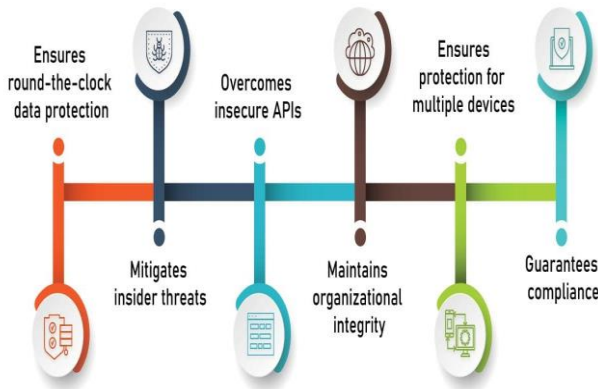 Ensures
round-the-clock
data protection
Mitigates
insider threats
Overcomes
insecure APIs
Maintains
organizational
integrity
Ensures
protection for
multiple devices
Guarantees
compliance